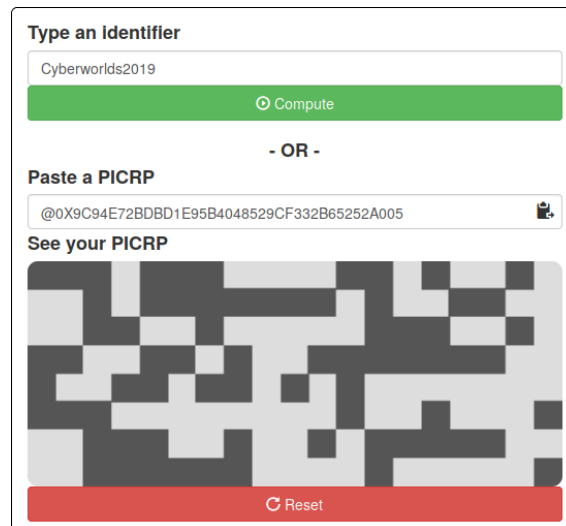 Type an identifier
Cyberworlds2019
Compute
- OR -
Paste a PICRP
@0X9C94E72BDBD1E95B4048529CF332B65252A005
See your PICRP
Reset